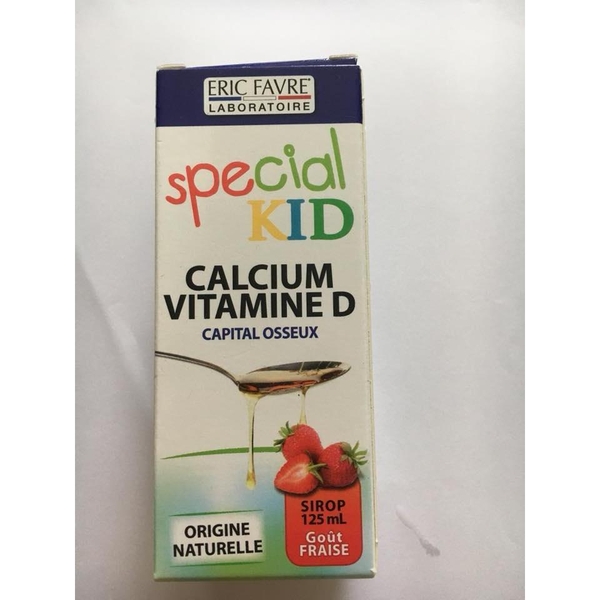 ERIC FAVRE
LABORATOIRE
special
KID
CALCIUM
VITAMINE D
CAPITAL OSSEUX
SIROP
125 mL
Goût
FRAISE
ORIGINE
NATURELLE